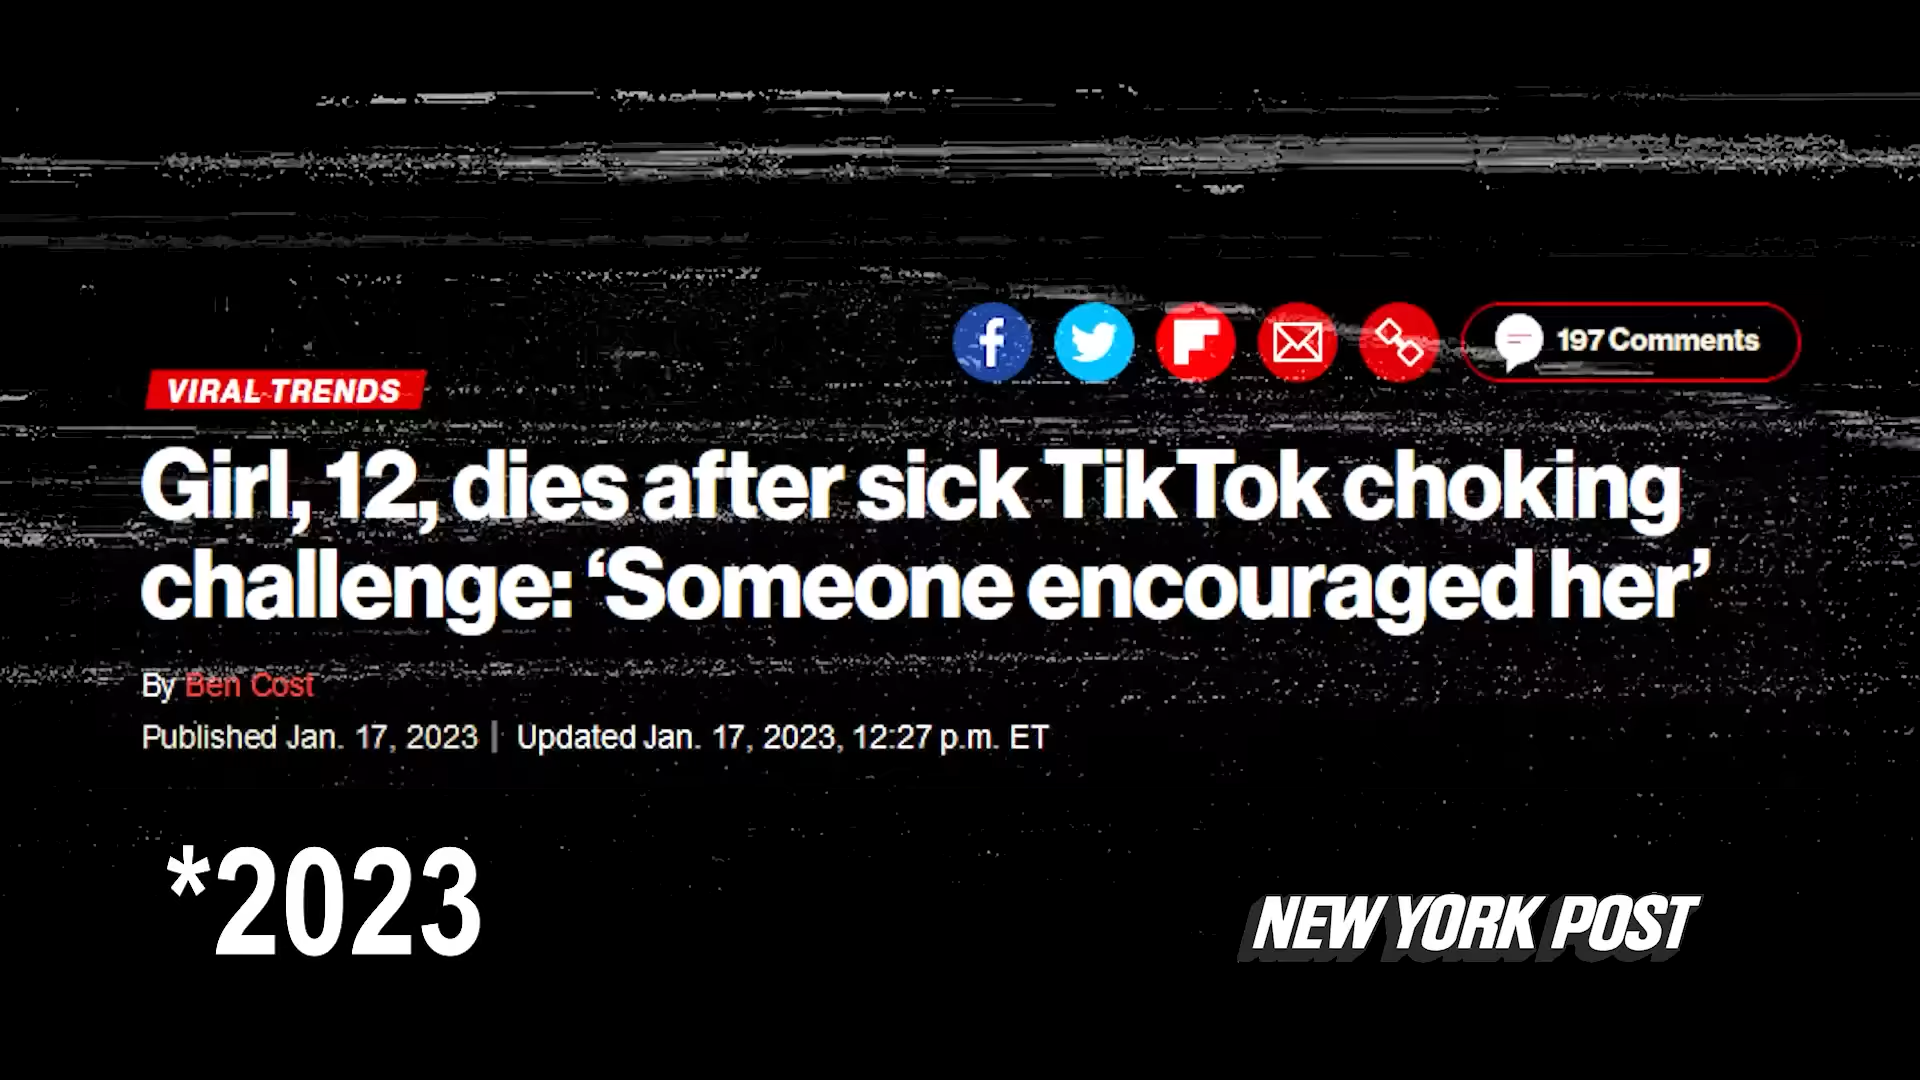 197 Comments
VIRAL TRENDS
Girl, 12, dies after sick TikTok choking
challenge: ‘Someone encouraged her’
By Ben Cost
Published Jan. 17, 2023 | Updated Jan. 17, 2023, 12:27 p.m. ET
*2023
NEW YORK POST